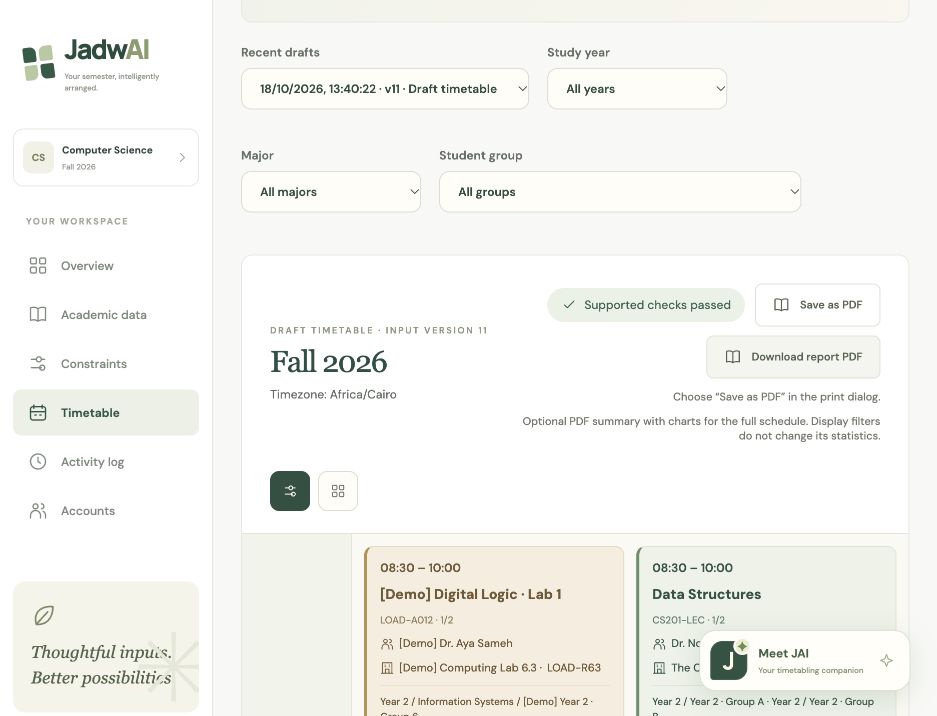 JadwAI
Your semester, intelligently
arranged.
CS
Computer Science
Fall 2026
YOUR WORKSPACE
Overview
Academic data
Constraints
Timetable
Activity log
Accounts
Thoughtful inputs.
Better possibilities
Recent drafts
Study year
18/10/2026, 13:40:22 · v11 · Draft timetable
All years
Major
Student group
All majors
All groups
Supported checks passed
Save as PDF
DRAFT TIMETABLE · INPUT VERSION 11
Fall 2026
Download report PDF
Timezone: Africa/Cairo
Choose “Save as PDF” in the print dialog.
Optional PDF summary with charts for the full schedule. Display filters
do not change its statistics.
08:30 – 10:00
[Demo] Digital Logic · Lab 1
LOAD-A012 · 1/2
[Demo] Dr. Aya Sameh
[Demo] Computing Lab 6.3 · LOAD-R63
Year 2 / Information Systems / [Demo] Year 2 ·
08:30 – 10:00
Data Structures
CS201-LEC · 1/2
Dr.
Year 2 / Group A · Year 2 / Year 2 · Group
J
Meet JAI
Your timetabling companion